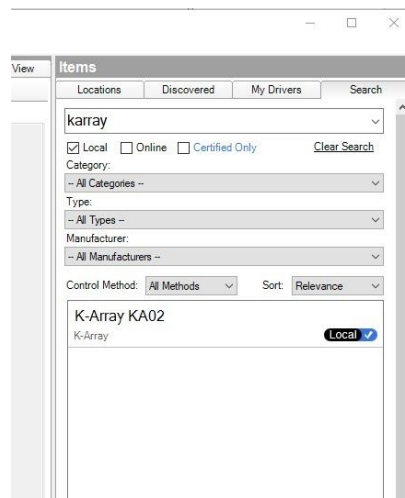 View
Items
Locations Discovered My Drivers Search
karray
Local Online Certified Only Clear Search
Category:
-- All Categories --
Type:
-- All Types --
Manufacturer:
-- All Manufacturers --
Control Method: All Methods Sort: Relevance
K-Array KA02
K-Array Local